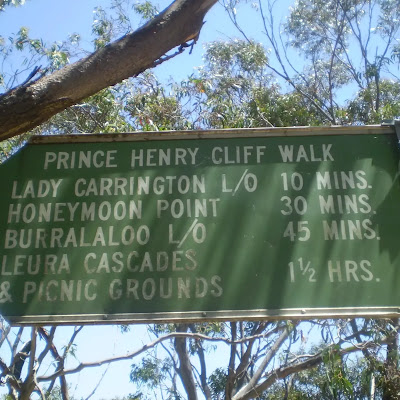 PRINCE HENRY CLIFF WALK
LADY CARRINGTON L/O 10 MINS.
HONEYMOON POINT 30 MINS.
BURRALALOO L/O 45 MINS.
LEURA CASCADES
& PICNIC GROUNDS 1½ HRS.